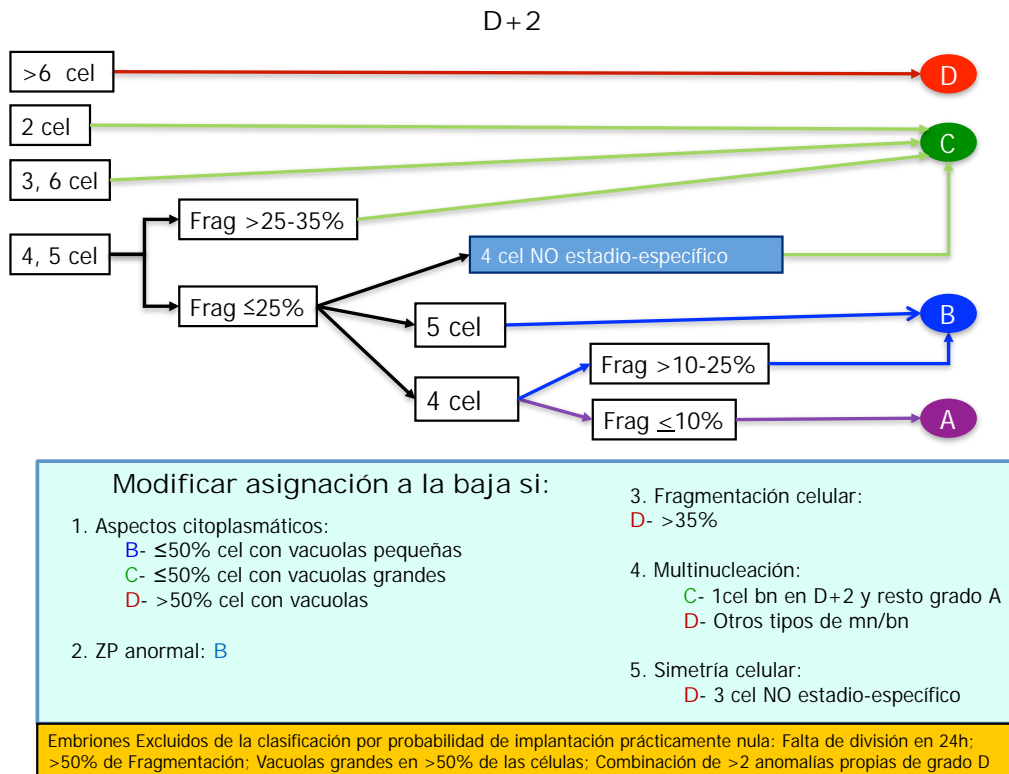 D+2
>6 cel
D
2 cel
C
3, 6 cel
Frag >25-35%
4, 5 cel
4 cel NO estadio-específico
Frag ≤25%
5 cel
B
Frag >10-25%
4 cel
Frag ≤10%
A
Modificar asignación a la baja si:
1. Aspectos citoplasmáticos:
B- ≤50% cel con vacuolas pequeñas
C- ≤50% cel con vacuolas grandes
D- >50% cel con vacuolas
2. ZP anormal: B
3. Fragmentación celular:
D- >35%
4. Multinucleación:
C- 1cel bn en D+2 y resto grado A
D- Otros tipos de mn/bn
5. Simetría celular:
D- 3 cel NO estadio-específico
Embriones Excluidos de la clasificación por probabilidad de implantación prácticamente nula: Falta de división en 24h;
>50% de Fragmentación; Vacuolas grandes en >50% de las células; Combinación de >2 anomalías propias de grado D